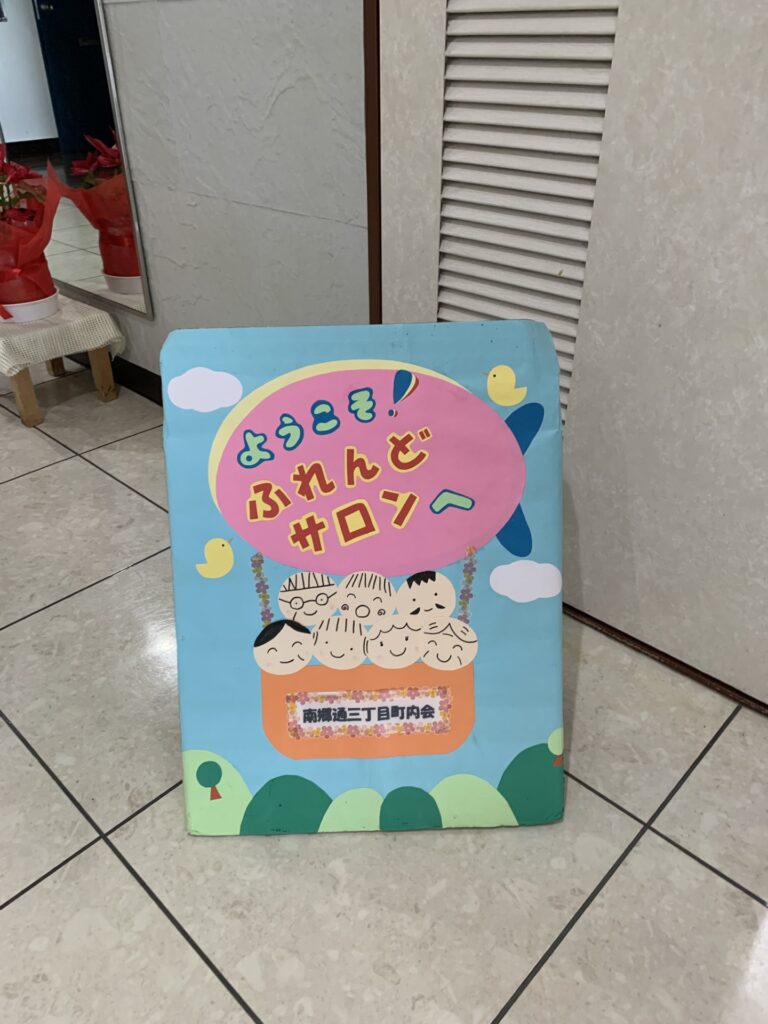 ようこそ!
ふれんど
サロンへ
南郷通三丁目町内会